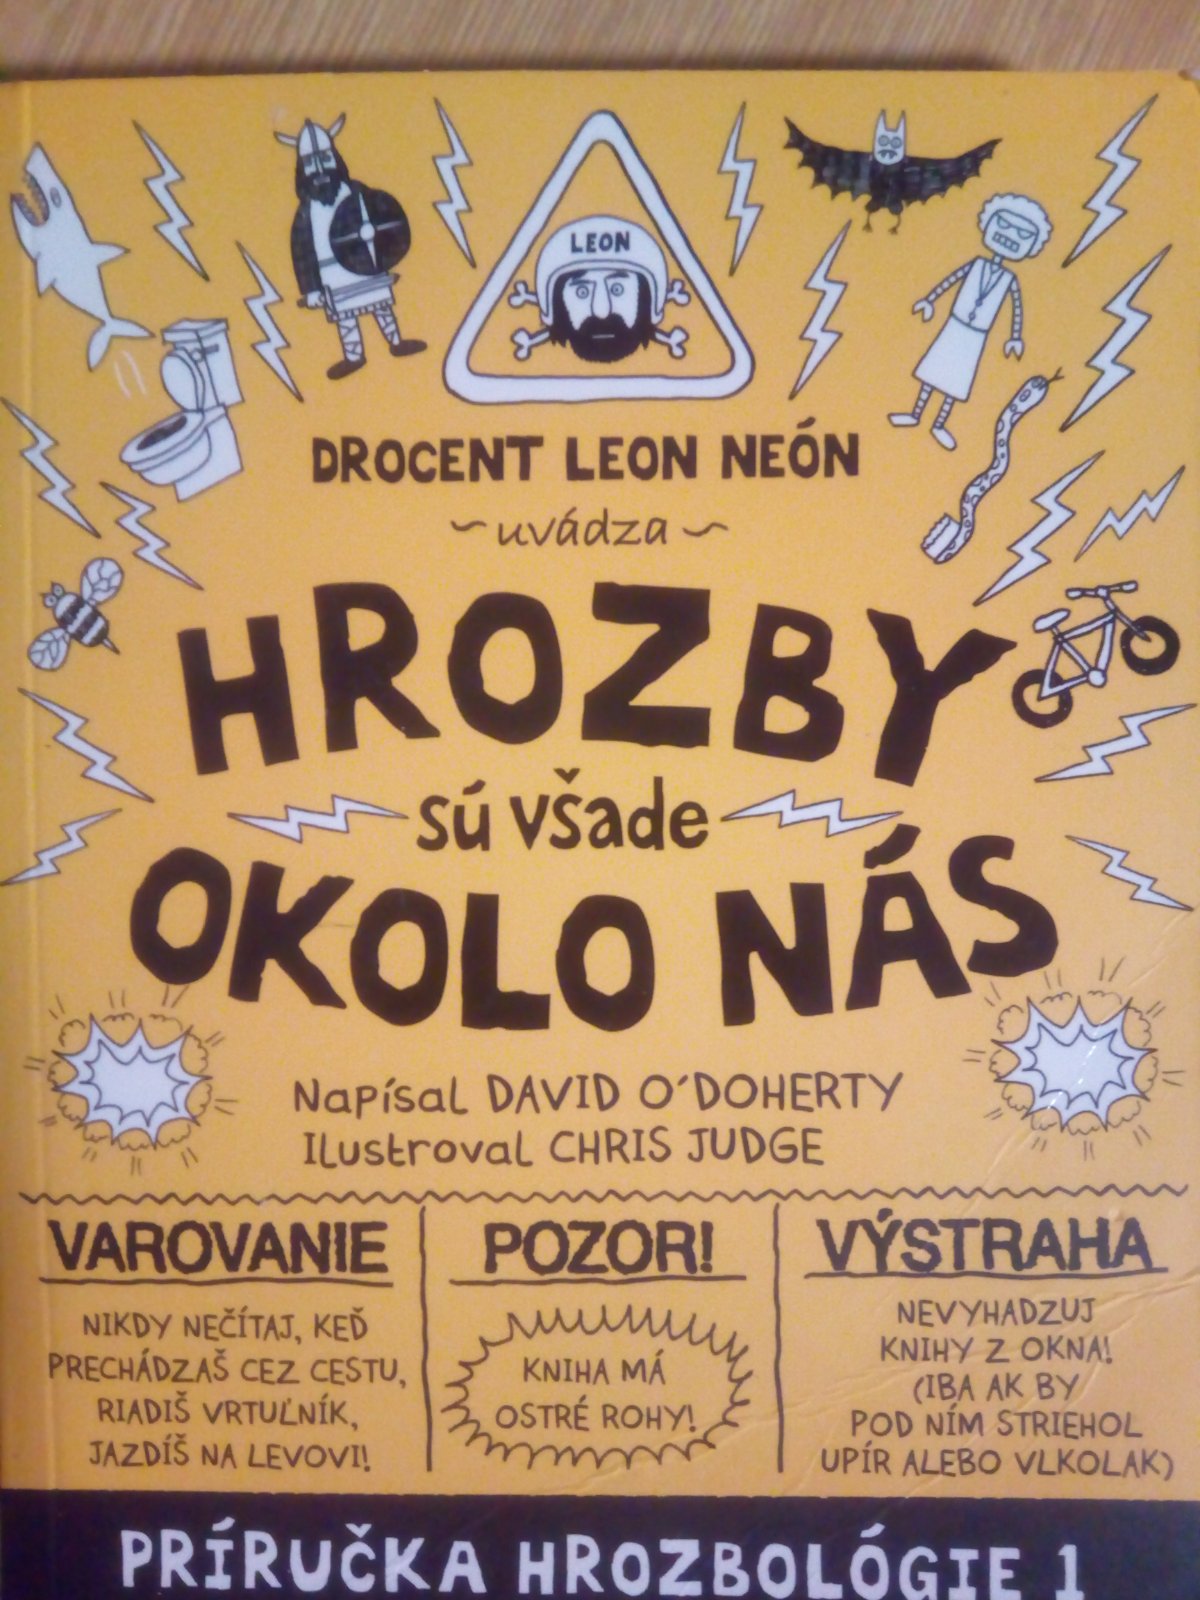 LEON
DROCENT LEON NEÓN
~uvádza~
HROZBY
sú všade
OKOLO NÁS
Napísal DAVID O´DOHERTY
Ilustroval CHRIS JUDGE
VAROVANIE
NIKDY NEČÍTAJ, KEĎ
PRECHÁDZAŠ CEZ CESTU,
RIADIŠ VRTUĽNÍK,
JAZDÍŠ NA LEVOVI!
POZOR!
KNIHA MÁ
OSTRÉ ROHY!
VÝSTRAHA
NEVYHADZUJ
KNIHY Z OKNA!
(IBA AK BY
POD NÍM STRIEHOL
UPÍR ALEBO VLKOLAK)
PRÍRUČKA HROZBOLÓGIE 1